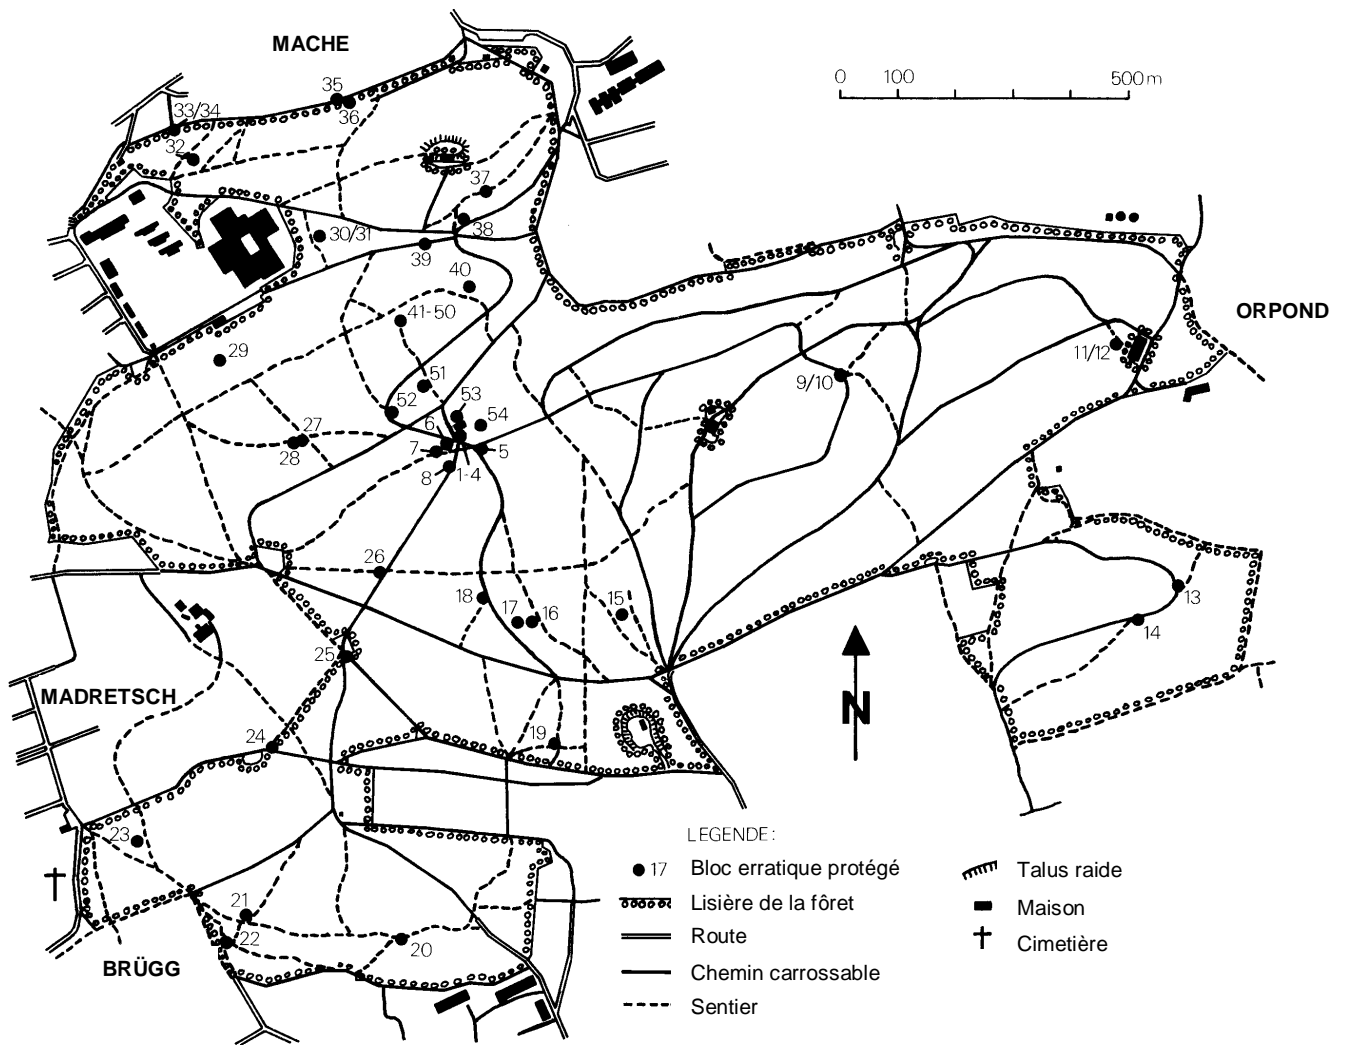 MACHE
0 100 500m
35
36
33/34
32
37
38
30/31
39
40
ORPOND
41-50
11/12
29
9/10
51
52
53
54
27
28
6
7
5
8
1-4
26
18
17
16
15
13
14
25
N
MADRETSCH
24
19
23
21
22
20
BRÜGG
LEGENDE:
17 Bloc erratique protégé
Lisière de la fôret
Route
Chemin carrossable
Sentier
Talus raide
Maison
Cimetière